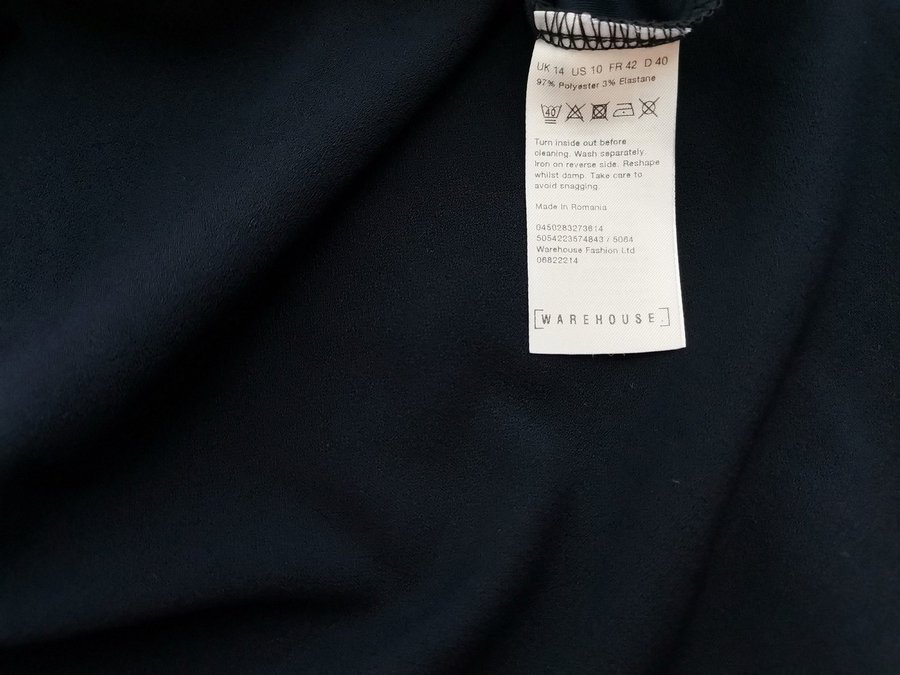 UK 14 US 10 FR 42 D 40
97% Polyester 3% Elastane
40
Turn inside out before
cleaning. Wash separately.
Iron on reverse side. Reshape
whilst damp. Take care to
avoid snagging
Made In Romania
0450283273614
5054223574843 / 5064
Warehouse Fashion Ltd
06822214
[WAREHOUSE.]